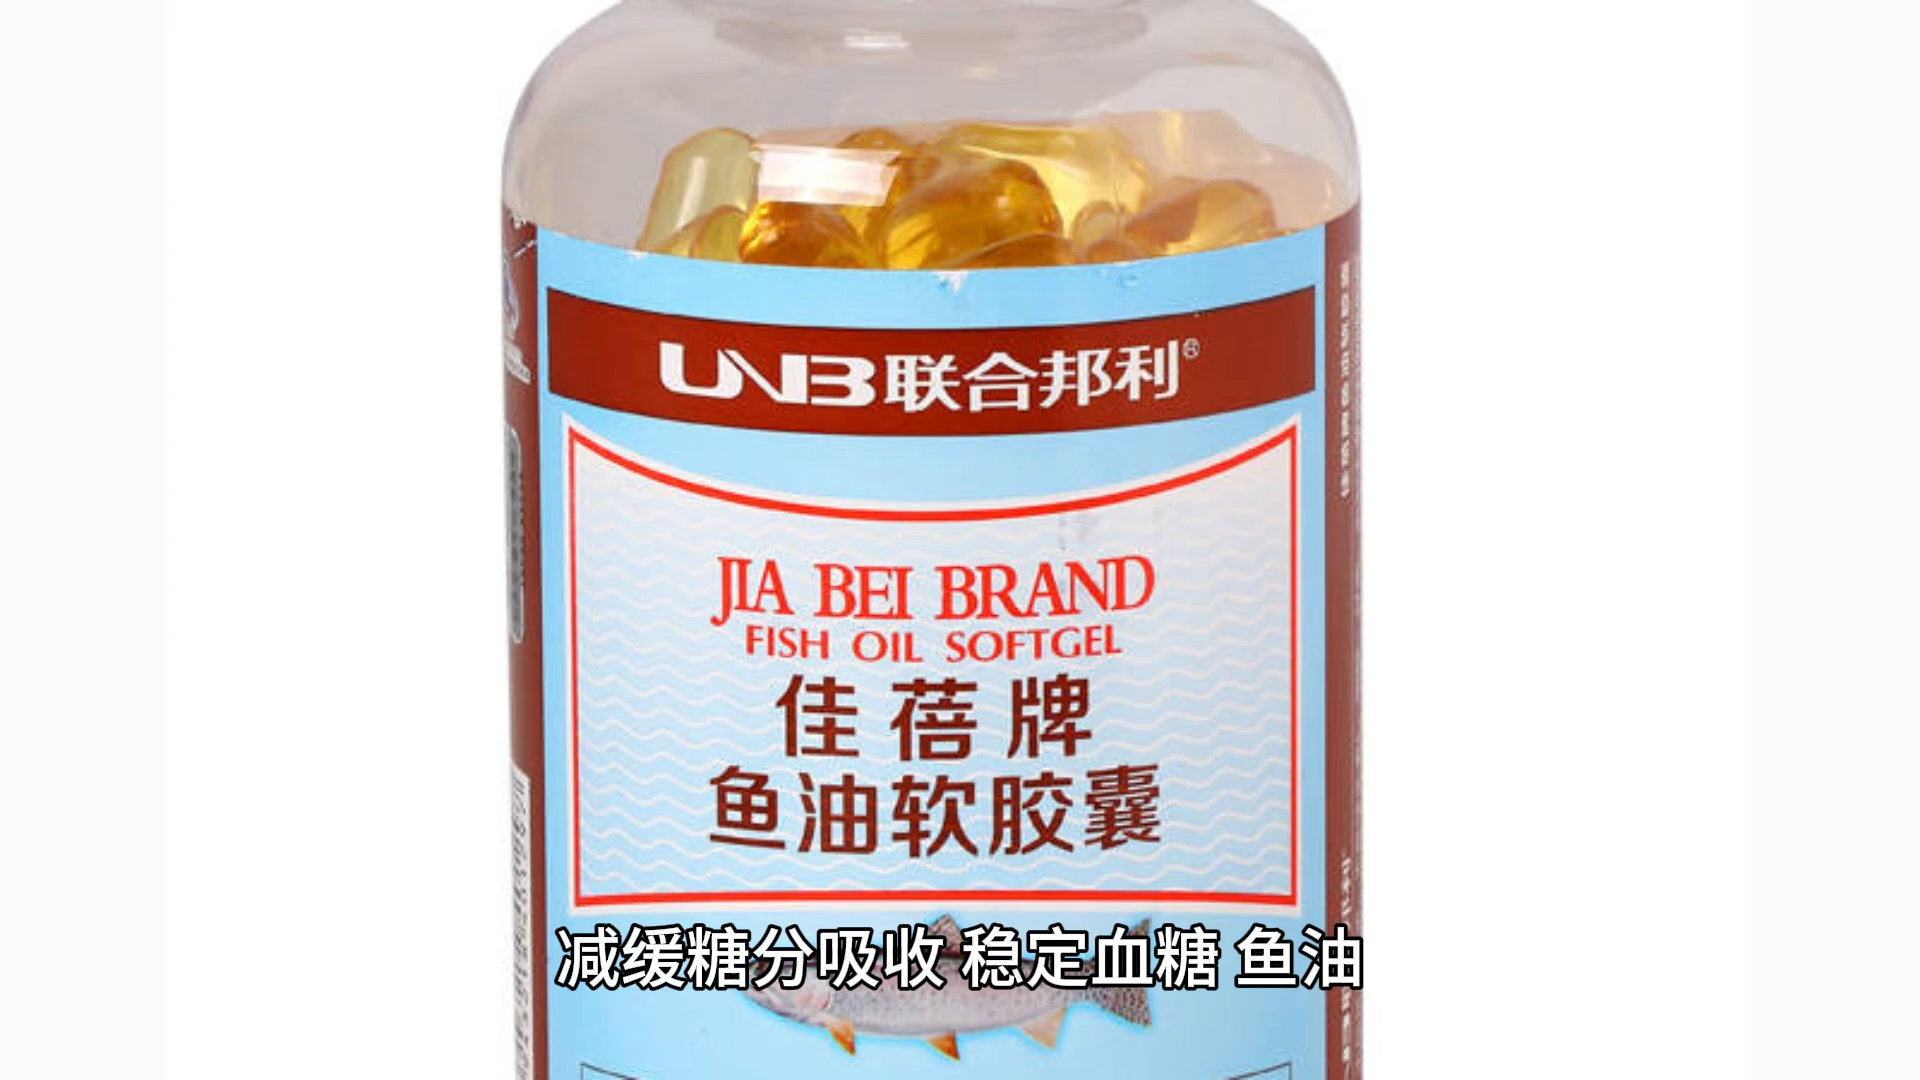 UNB联合邦利®
JIA BEI BRAND
FISH OIL SOFTGEL
佳蓓牌
鱼油软胶囊
减缓糖分吸收 稳定血糖 鱼油